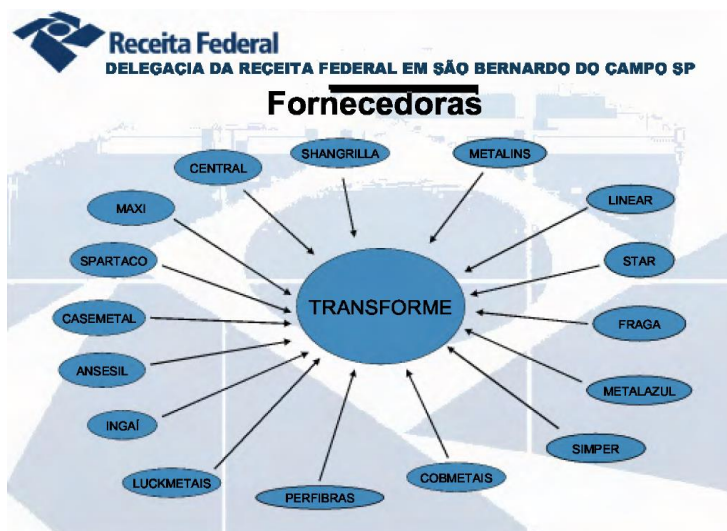 Receita Federal
DELEGACIA DA RECEITA FEDERAL EM SÃO BERNARDO DO CAMPO SP
Fornecedoras
SHANGRILLA
METALINS
CENTRAL
LINEAR
MAXI
SPARTACO
STAR
TRANSFORME
CASEMETAL
FRAGA
ANSESIL
METALAZUL
INGAÍ
SIMPER
LUCKMETAIS
COBMETAIS
PERFIBRAS